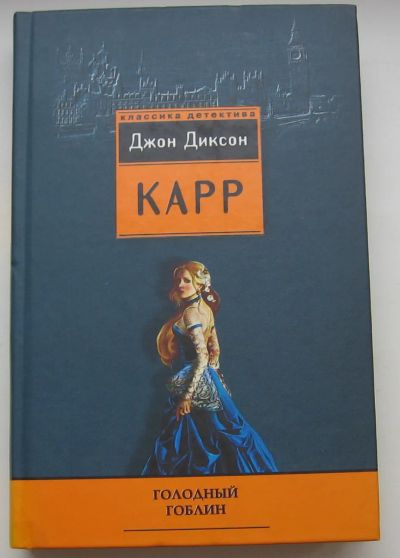 классика детектива
Джон Диксон
КАРР
ГОЛОДНЫЙ
ГОБЛИН